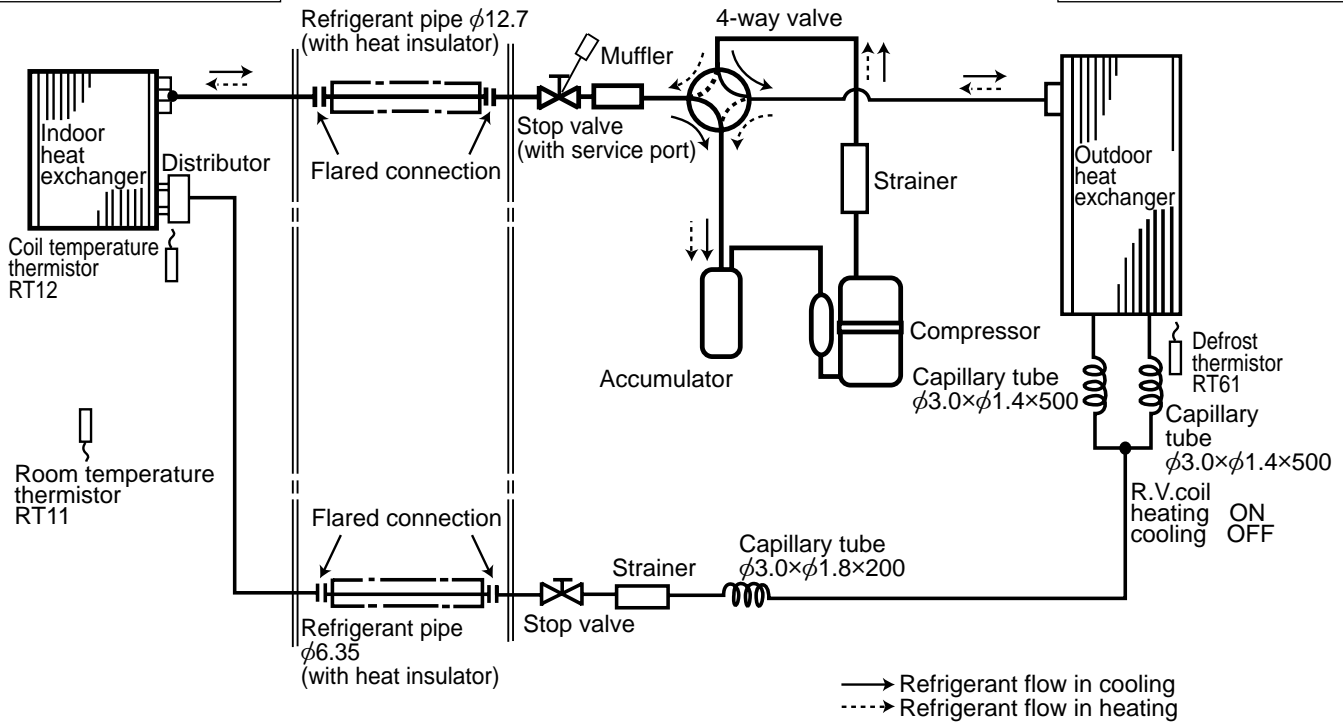 Refrigerant pipe ϕ12.7
(with heat insulator)
4-way valve
Muffler
Stop valve
(with service port)
Flared connection
Indoor
heat
exchanger
Distributor
Strainer
Outdoor
heat
exchanger
Coil temperature
thermistor
RT12
Compressor
Accumulator
Defrost
thermistor
RT61
Capillary tube
ϕ3.0×ϕ1.4×500
Capillary
tube
ϕ3.0×ϕ1.4×500
Room temperature
thermistor
RT11
R.V.coil
heating ON
cooling OFF
Flared connection
Capillary tube
ϕ3.0×ϕ1.8×200
Strainer
Stop valve
Refrigerant pipe
ϕ6.35
(with heat insulator)
Refrigerant flow in cooling
Refrigerant flow in heating